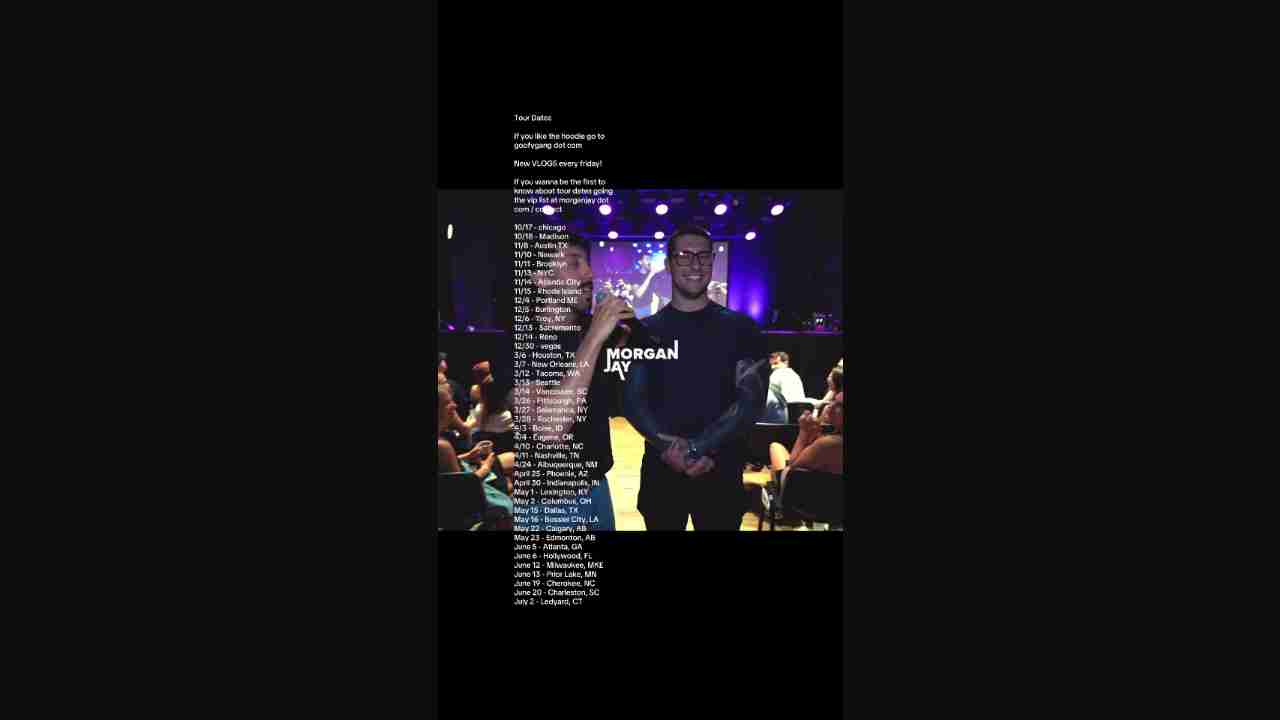 Tour Dates
If you like the hoodie go to
goofygang dot com
New VLOGS every friday!
If you wanna be the first to
know about tour dates going
the vip list at morganjay dot
com /
10/17 - chicago
10/18 - Madison
11/8 - Austin TX
11/10 - Newark
11/11 - Brooklyn
11/13 - NYC
11/14 - Atlantic City
11/15 - Rhode Island
12/4 - Portland ME
12/5 - Burlington
12/6 - Troy, NY
12/13 - Sacramento
12/14 - Reno
12/30 - vegas
3/6 - Houston, TX
3/7 - New Orleans, LA
3/12 - Tacoma, WA
3/13 - Seattle
3/14 - Vancouver, BC
3/26 - Pittsburgh, PA
3/27 - Salamanca, NY
3/28 - Rochester, NY
4/3 - Boise, ID
4/4 - Eugene, OR
4/10 - Charlotte, NC
4/11 - Nashville, TN
4/24 - Albuquerque, NM
April 25 - Phoenix, AZ
April 30 - Indianapolis, IN
May 1 - Lexington, KY
May 2 - Columbus, OH
May 15 - Dallas, TX
May 16 - Bossier City, LA
May 22 - Calgary, AB
May 23 - Edmonton, AB
June 5 - Atlanta, GA
June 6 - Hollywood, FL
June 12 - Milwaukee, MKE
June 13 - Prior Lake, MN
June 19 - Cherokee, NC
June 20 - Charleston, SC
July 2 - Ledyard, CT
MORGAN
JAY